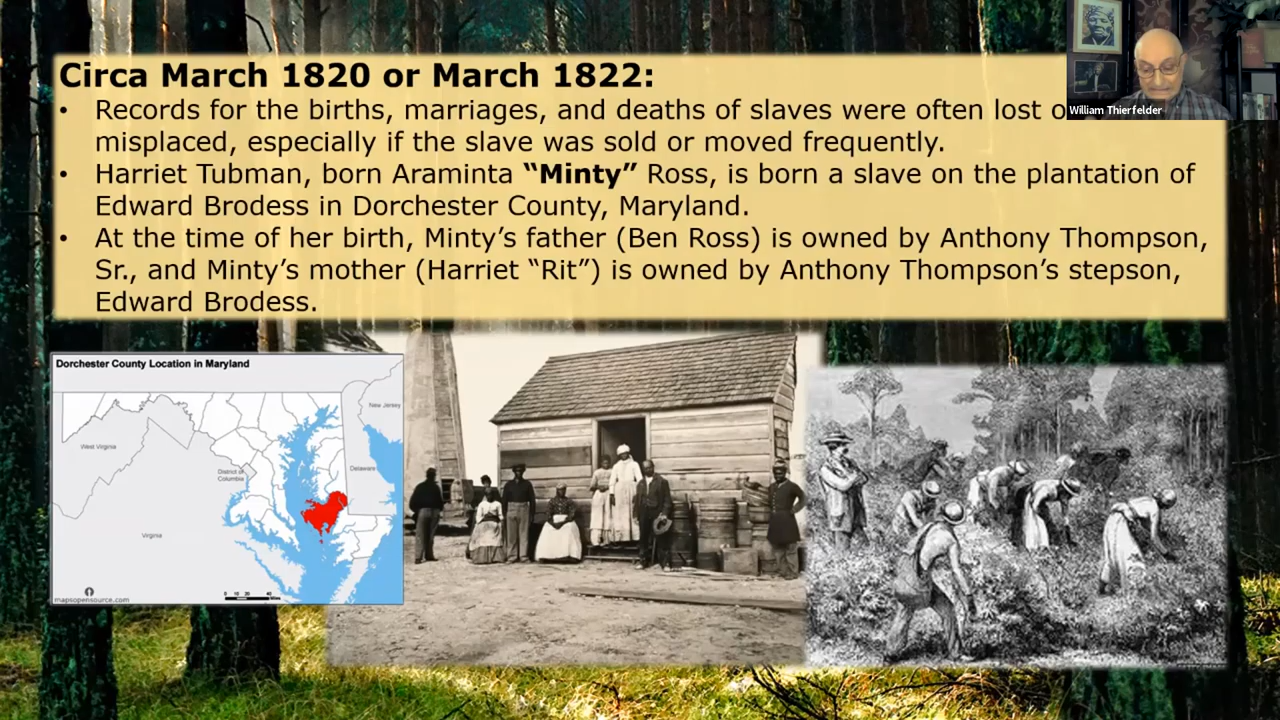 Circa March 1820 or March 1822:
• Records for the births, marriages, and deaths of slaves were often lost
misplaced, especially if the slave was sold or moved frequently.
• Harriet Tubman, born Araminta “Minty” Ross, is born a slave on the plantation of
Edward Brodess in Dorchester County, Maryland.
• At the time of her birth, Minty’s father (Ben Ross) is owned by Anthony Thompson,
Sr., and Minty’s mother (Harriet “Rit”) is owned by Anthony Thompson’s stepson,
Edward Brodess.
William Thierfelder
Dorchester County Location in Maryland
New Jersey
West Virginia
District of
Columbia
Delaware
Virginia
mapsopensource.com